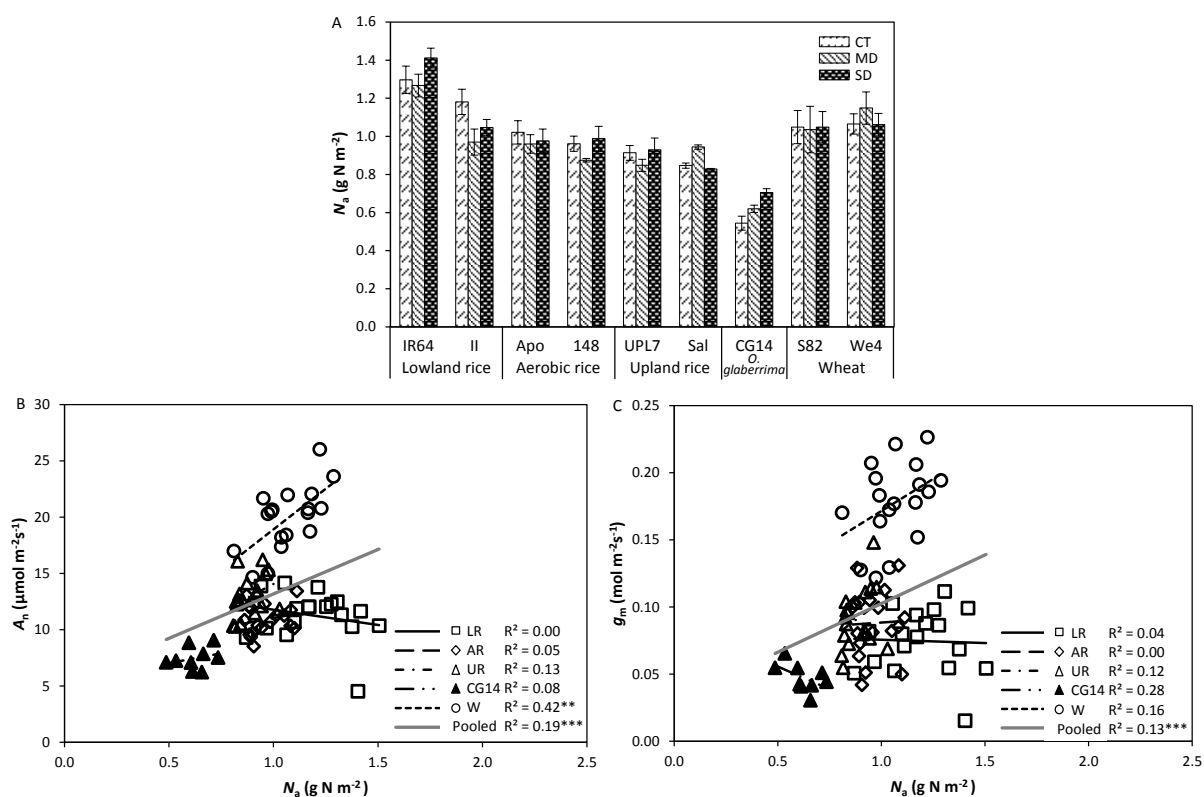 A
1.6
1.4
1.2
1.0
0.8
0.6
0.4
0.2
0.0
Nₐ (g N m⁻²)
CT
MD
SD
IR64 II Apo 148 UPL7 Sal CG14 S82 We4
Lowland rice Aerobic rice Upland rice O. glaberrima Wheat
B
30
25
20
15
10
5
0
Aₙ (µmol m⁻²s⁻¹)
LR R² = 0.00
AR R² = 0.05
UR R² = 0.13
CG14 R² = 0.08
W R² = 0.42**
Pooled R² = 0.19***
0.0 0.5 1.0 1.5 2.0 2.5
Nₐ (g N m⁻²)
C
0.25
0.20
0.15
0.10
0.05
0.00
gₘ (mol m⁻²s⁻¹)
LR R² = 0.04
AR R² = 0.00
UR R² = 0.12
CG14 R² = 0.28
W R² = 0.16
Pooled R² = 0.13***
0.0 0.5 1.0 1.5 2.0 2.5
Nₐ (g N m⁻²)